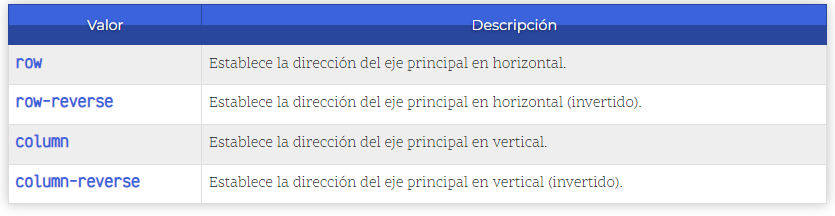 Valor Descripción
row Establece la dirección del eje principal en horizontal.
row-reverse Establece la dirección del eje principal en horizontal (invertido).
column Establece la dirección del eje principal en vertical.
column-reverse Establece la dirección del eje principal en vertical (invertido).